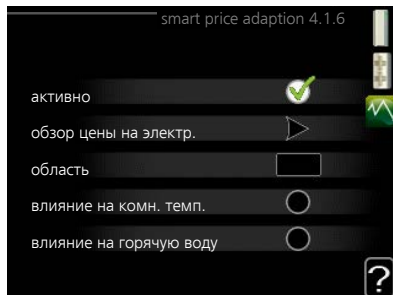 smart price adaption 4.1.6
активно
обзор цены на электр.
область
влияние на комн. темп.
влияние на горячую воду
?